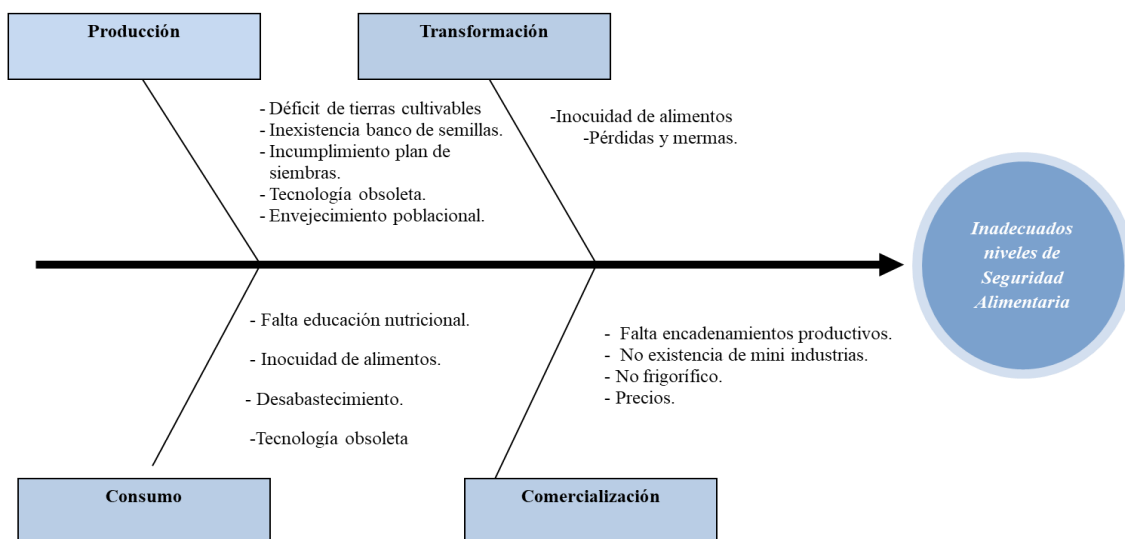 Producción
Transformación
- Déficit de tierras cultivables
- Inexistencia banco de semillas.
- Incumplimiento plan de
siembras.
- Tecnología obsoleta.
- Envejecimiento poblacional.
-Inocuidad de alimentos
-Pérdidas y mermas.
Inadecuados
niveles de
Seguridad
Alimentaria
- Falta educación nutricional.
- Inocuidad de alimentos.
- Desabastecimiento.
-Tecnología obsoleta
- Falta encadenamientos productivos.
- No existencia de mini industrias.
- No frigorífico.
- Precios.
Consumo
Comercialización